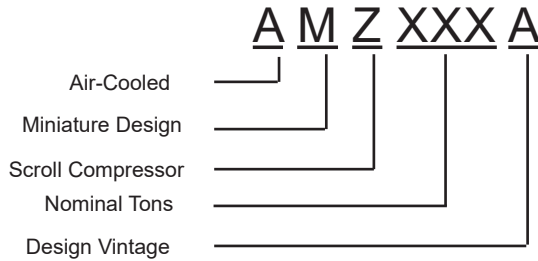 A M Z XXX A
Air-Cooled
Miniature Design
Scroll Compressor
Nominal Tons
Design Vintage